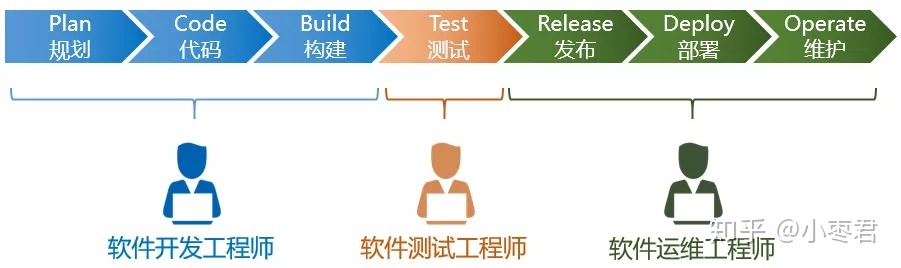 Plan
规划
Code
代码
Build
构建
Test
测试
Release
发布
Deploy
部署
Operate
维护
软件开发工程师
软件测试工程师
软件运维工程师
知乎 @小枣君